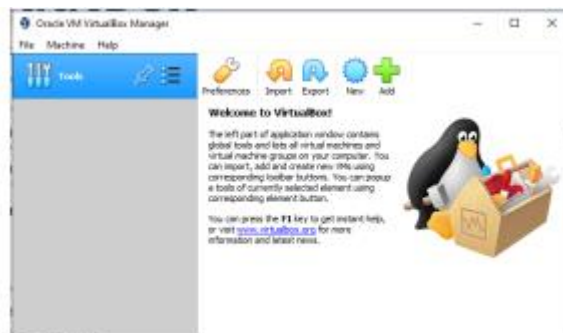 Oracle VM VirtualBox Manager
File Machine Help
Tools
Preferences Import Export New Add
Welcome to VirtualBox!
The left part of application window contains
global tools and lists all virtual machines and
virtual machine groups on your computer. You
can import, add and create new VMs using
corresponding toolbar buttons. You can popup
a tools of currently selected element using
corresponding element button.
You can press the F1 key to get instant help,
or visit www.virtualbox.org for more
information and latest news.